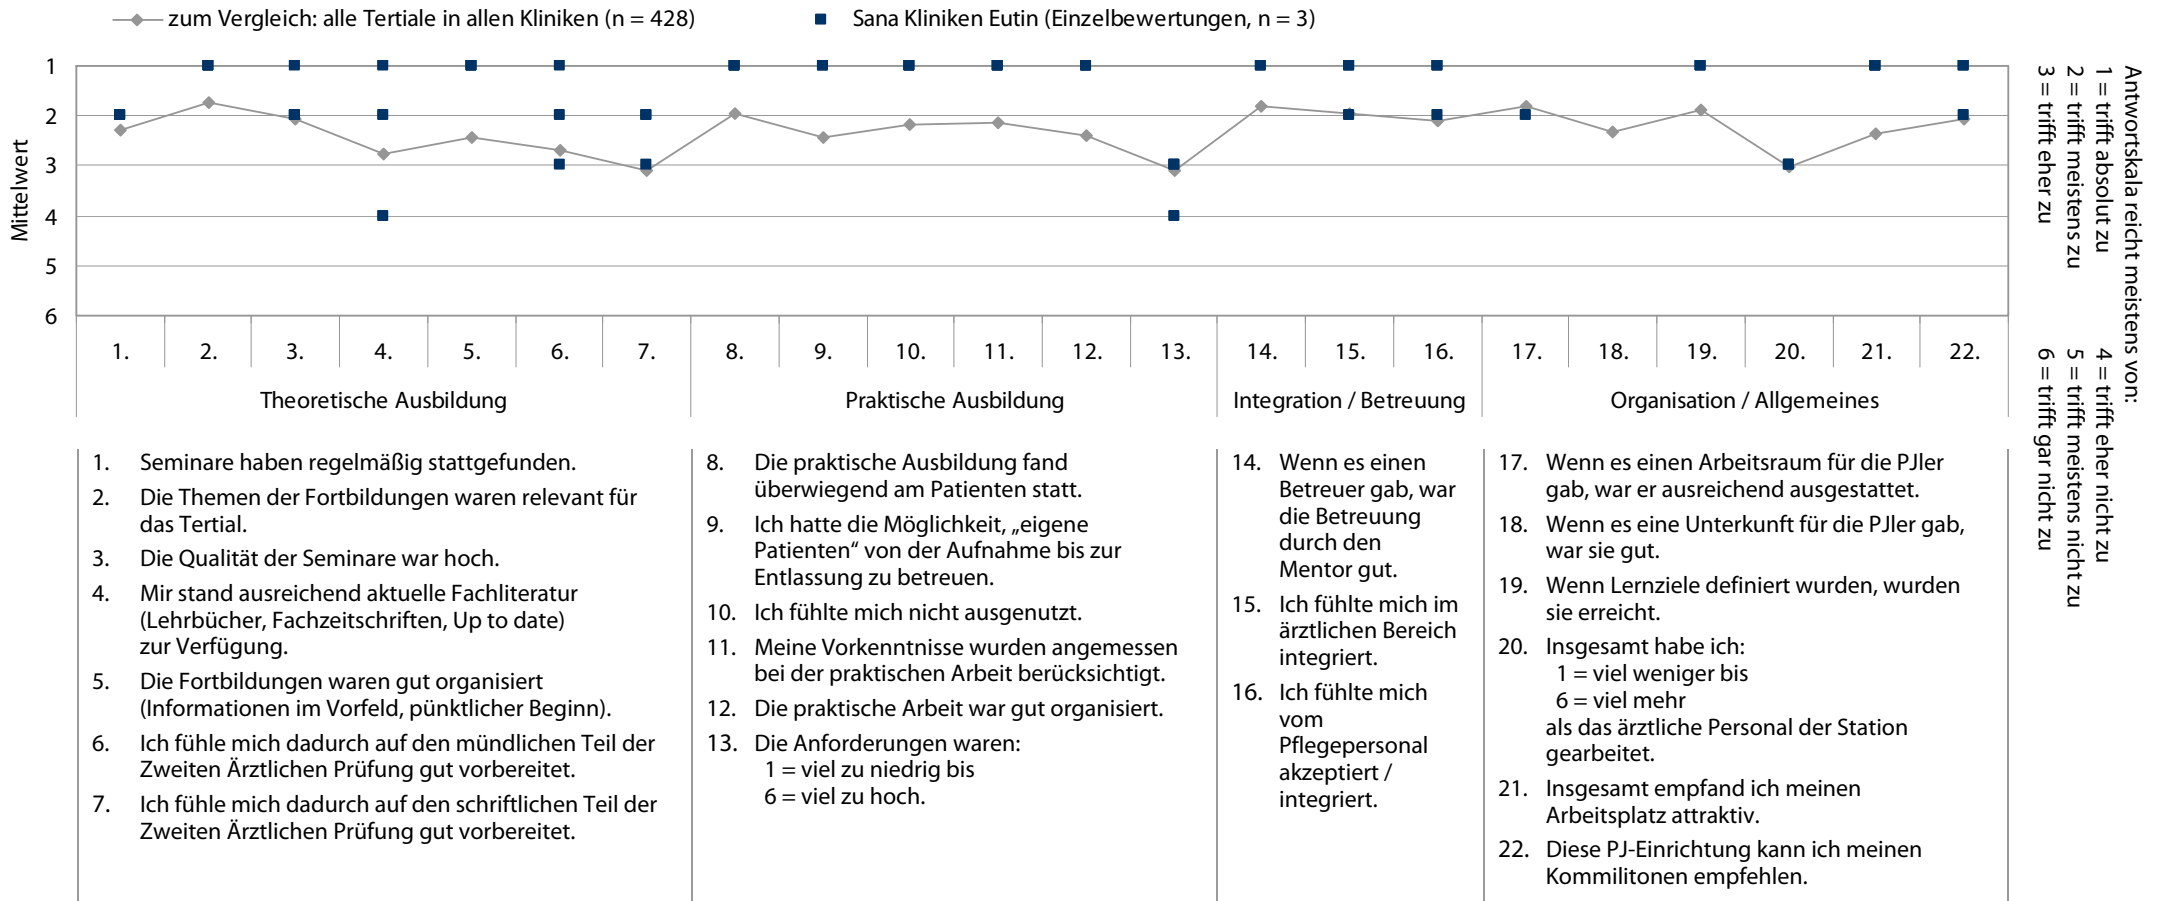 zum Vergleich: alle Tertiale in allen Kliniken (n = 428)
Sana Kliniken Eutin (Einzelbewertungen, n = 3)
Mittelwert
1
2
3
4
5
6
1. 2. 3. 4. 5. 6. 7. 8. 9. 10. 11. 12. 13. 14. 15. 16. 17. 18. 19. 20. 21. 22.
Theoretische Ausbildung
Praktische Ausbildung
Integration / Betreuung
Organisation / Allgemeines
Antwortskala reicht meistens von:
1 = trifft absolut zu
2 = trifft meistens zu
3 = trifft eher zu
4 = trifft eher nicht zu
5 = trifft meistens nicht zu
6 = trifft gar nicht zu
1. Seminare haben regelmäßig stattgefunden.
2. Die Themen der Fortbildungen waren relevant für
das Tertial.
3. Die Qualität der Seminare war hoch.
4. Mir stand ausreichend aktuelle Fachliteratur
(Lehrbücher, Fachzeitschriften, Up to date)
zur Verfügung.
5. Die Fortbildungen waren gut organisiert
(Informationen im Vorfeld, pünktlicher Beginn).
6. Ich fühle mich dadurch auf den mündlichen Teil der
Zweiten Ärztlichen Prüfung gut vorbereitet.
7. Ich fühle mich dadurch auf den schriftlichen Teil der
Zweiten Ärztlichen Prüfung gut vorbereitet.
8. Die praktische Ausbildung fand
überwiegend am Patienten statt.
9. Ich hatte die Möglichkeit, „eigene
Patienten“ von der Aufnahme bis zur
Entlassung zu betreuen.
10. Ich fühlte mich nicht ausgenutzt.
11. Meine Vorkenntnisse wurden angemessen
bei der praktischen Arbeit berücksichtigt.
12. Die praktische Arbeit war gut organisiert.
13. Die Anforderungen waren:
1 = viel zu niedrig bis
6 = viel zu hoch.
14. Wenn es einen
Betreuer gab, war
die Betreuung
durch den
Mentor gut.
15. Ich fühlte mich im
ärztlichen Bereich
integriert.
16. Ich fühlte mich
vom
Pflegepersonal
akzeptiert /
integriert.
17. Wenn es einen Arbeitsraum für die PJler
gab, war er ausreichend ausgestattet.
18. Wenn es eine Unterkunft für die PJler gab,
war sie gut.
19. Wenn Lernziele definiert wurden, wurden
sie erreicht.
20. Insgesamt habe ich:
1 = viel weniger bis
6 = viel mehr
als das ärztliche Personal der Station
gearbeitet.
21. Insgesamt empfand ich meinen
Arbeitsplatz attraktiv.
22. Diese PJ-Einrichtung kann ich meinen
Kommilitonen empfehlen.